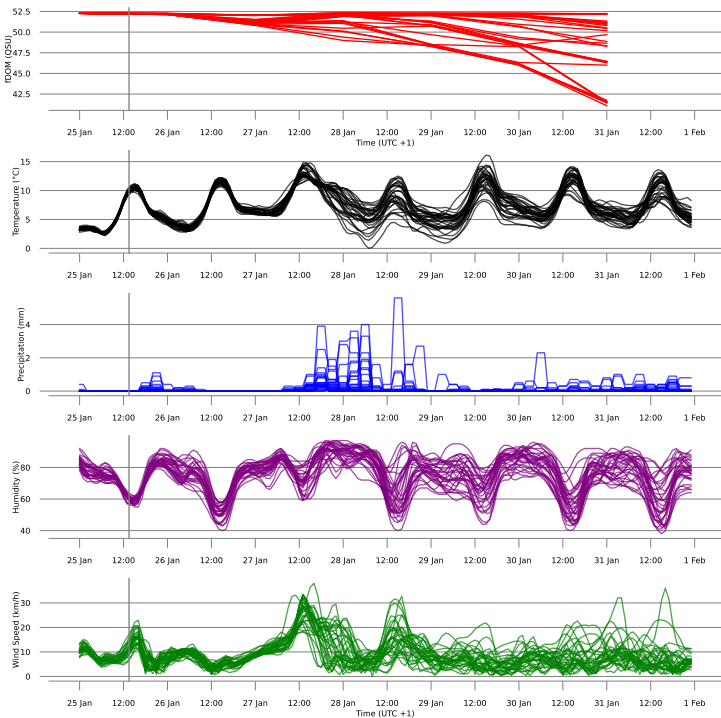 52.5
50.0
47.5
45.0
42.5
fDOM (QSU)
25 Jan 12:00 26 Jan 12:00 27 Jan 12:00 28 Jan 12:00 29 Jan 12:00 30 Jan 12:00 31 Jan 12:00 1 Feb
Time (UTC +1)
15
10
5
0
Temperature (°C)
25 Jan 12:00 26 Jan 12:00 27 Jan 12:00 28 Jan 12:00 29 Jan 12:00 30 Jan 12:00 31 Jan 12:00 1 Feb
4
2
0
Precipitation (mm)
25 Jan 12:00 26 Jan 12:00 27 Jan 12:00 28 Jan 12:00 29 Jan 12:00 30 Jan 12:00 31 Jan 12:00 1 Feb
80
60
40
Humidity (%)
25 Jan 12:00 26 Jan 12:00 27 Jan 12:00 28 Jan 12:00 29 Jan 12:00 30 Jan 12:00 31 Jan 12:00 1 Feb
30
20
10
0
Wind Speed (km/h)
25 Jan 12:00 26 Jan 12:00 27 Jan 12:00 28 Jan 12:00 29 Jan 12:00 30 Jan 12:00 31 Jan 12:00 1 Feb
Time (UTC +1)